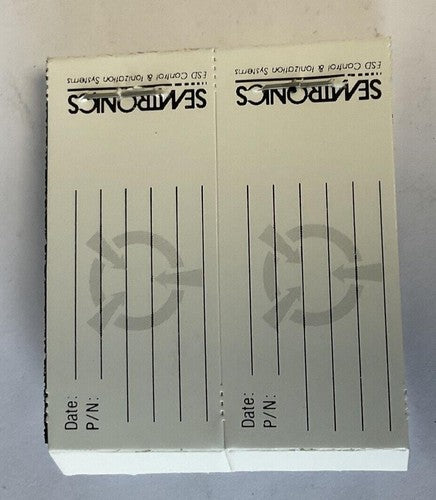 ESD Control & Ionization Systems
SEMTRONICS
Date:
P/N:
ESD Control & Ionization Systems
SEMTRONICS
Date:
P/N: